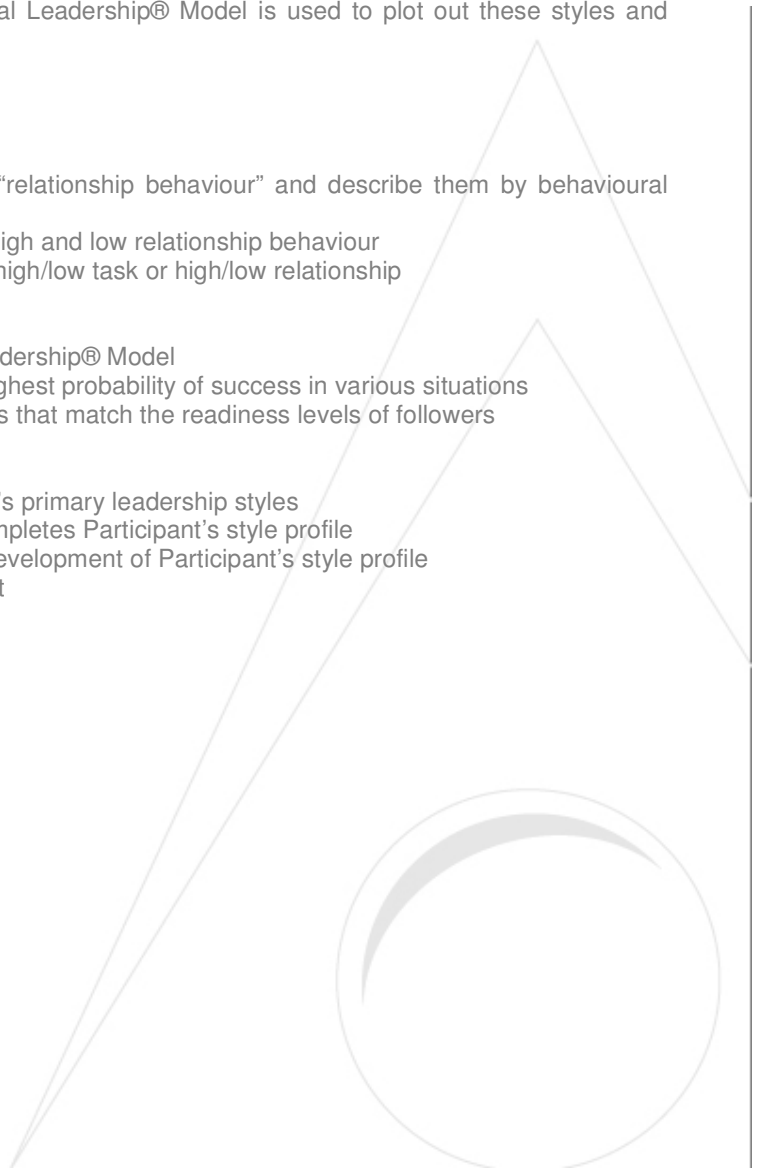 al Leadership® Model is used to plot out these styles and
“relationship behaviour” and describe them by behavioural
igh and low relationship behaviour
high/low task or high/low relationship
dership® Model
ghest probability of success in various situations
s that match the readiness levels of followers
's primary leadership styles
mpletes Participant's style profile
evelopment of Participant's style profile
t